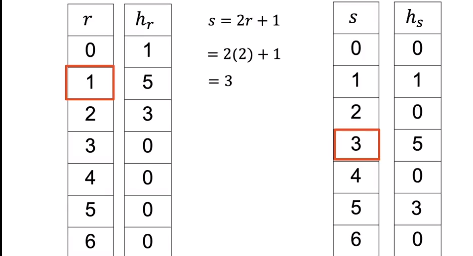 r h_r s = 2r + 1 s h_s
0 1 = 2(2) + 1 0 0
1 5 = 3 1 1
2 3 2 0
3 0 3 5
4 0 4 0
5 0 5 3
6 0 6 0